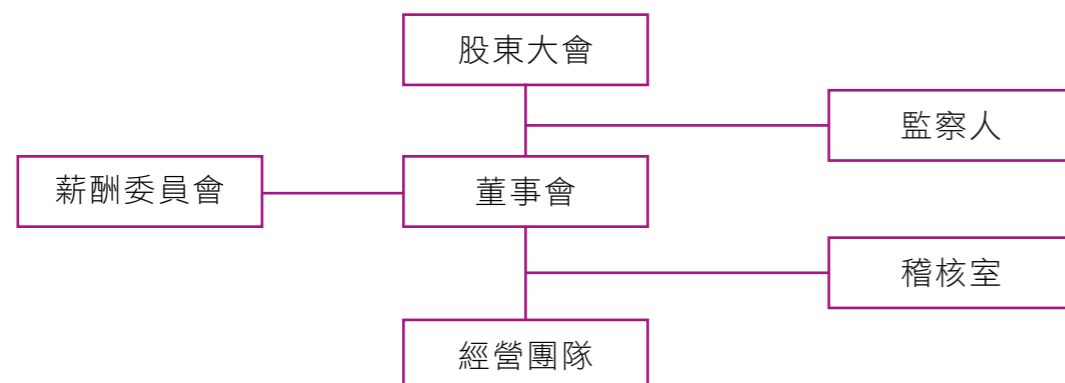 股東大會
監察人
薪酬委員會
董事會
稽核室
經營團隊